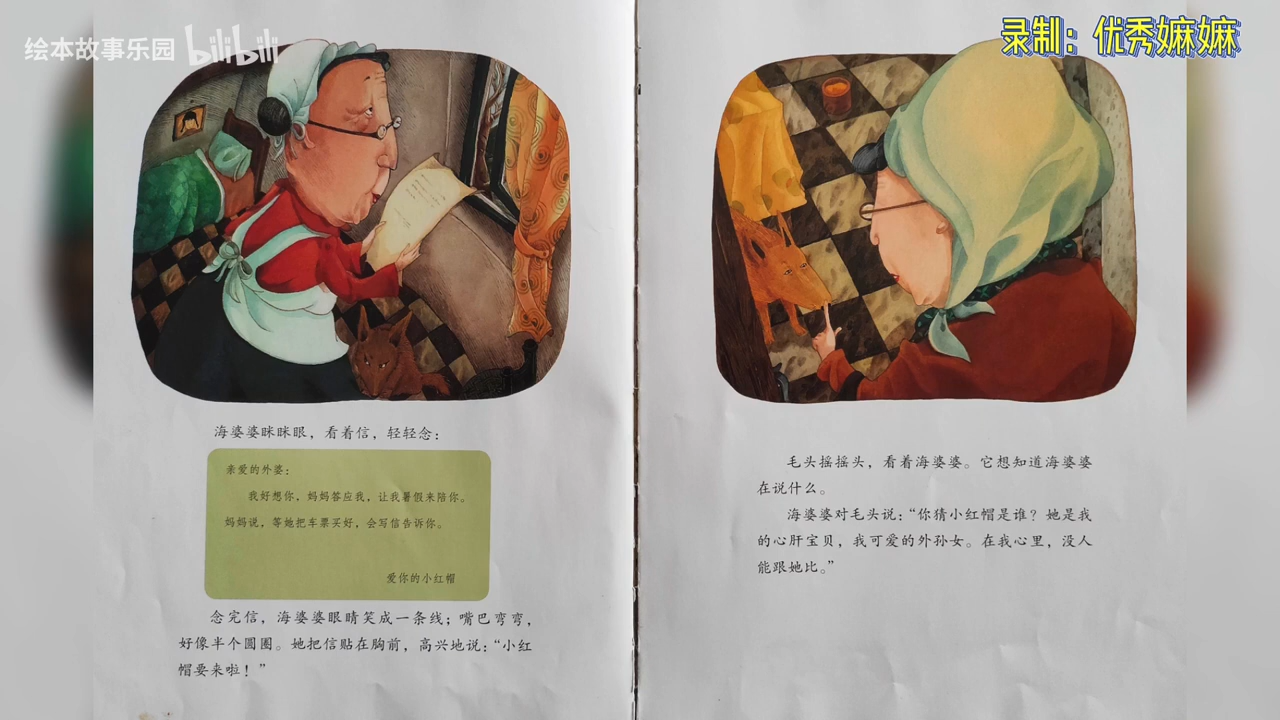 绘本故事乐园 bilibili
录制：优秀嫲嫲
海婆婆眯眯眼，看着信，轻轻念：
亲爱的外婆：
我好想你，妈妈答应我，让我暑假来陪你。
妈妈说，等她把车票买好，会写信告诉你。
爱你的小红帽
念完信，海婆婆眼睛笑成一条线；嘴巴弯弯，
好像半个圆圈。她把信贴在胸前，高兴地说：“小红
帽要来啦！”
毛头摇摇头，看着海婆婆。它想知道海婆婆
在说什么。
海婆婆对毛头说：“你猜小红帽是谁？她是我
的心肝宝贝，我可爱的外孙女。在我心里，没人
能跟她比。”